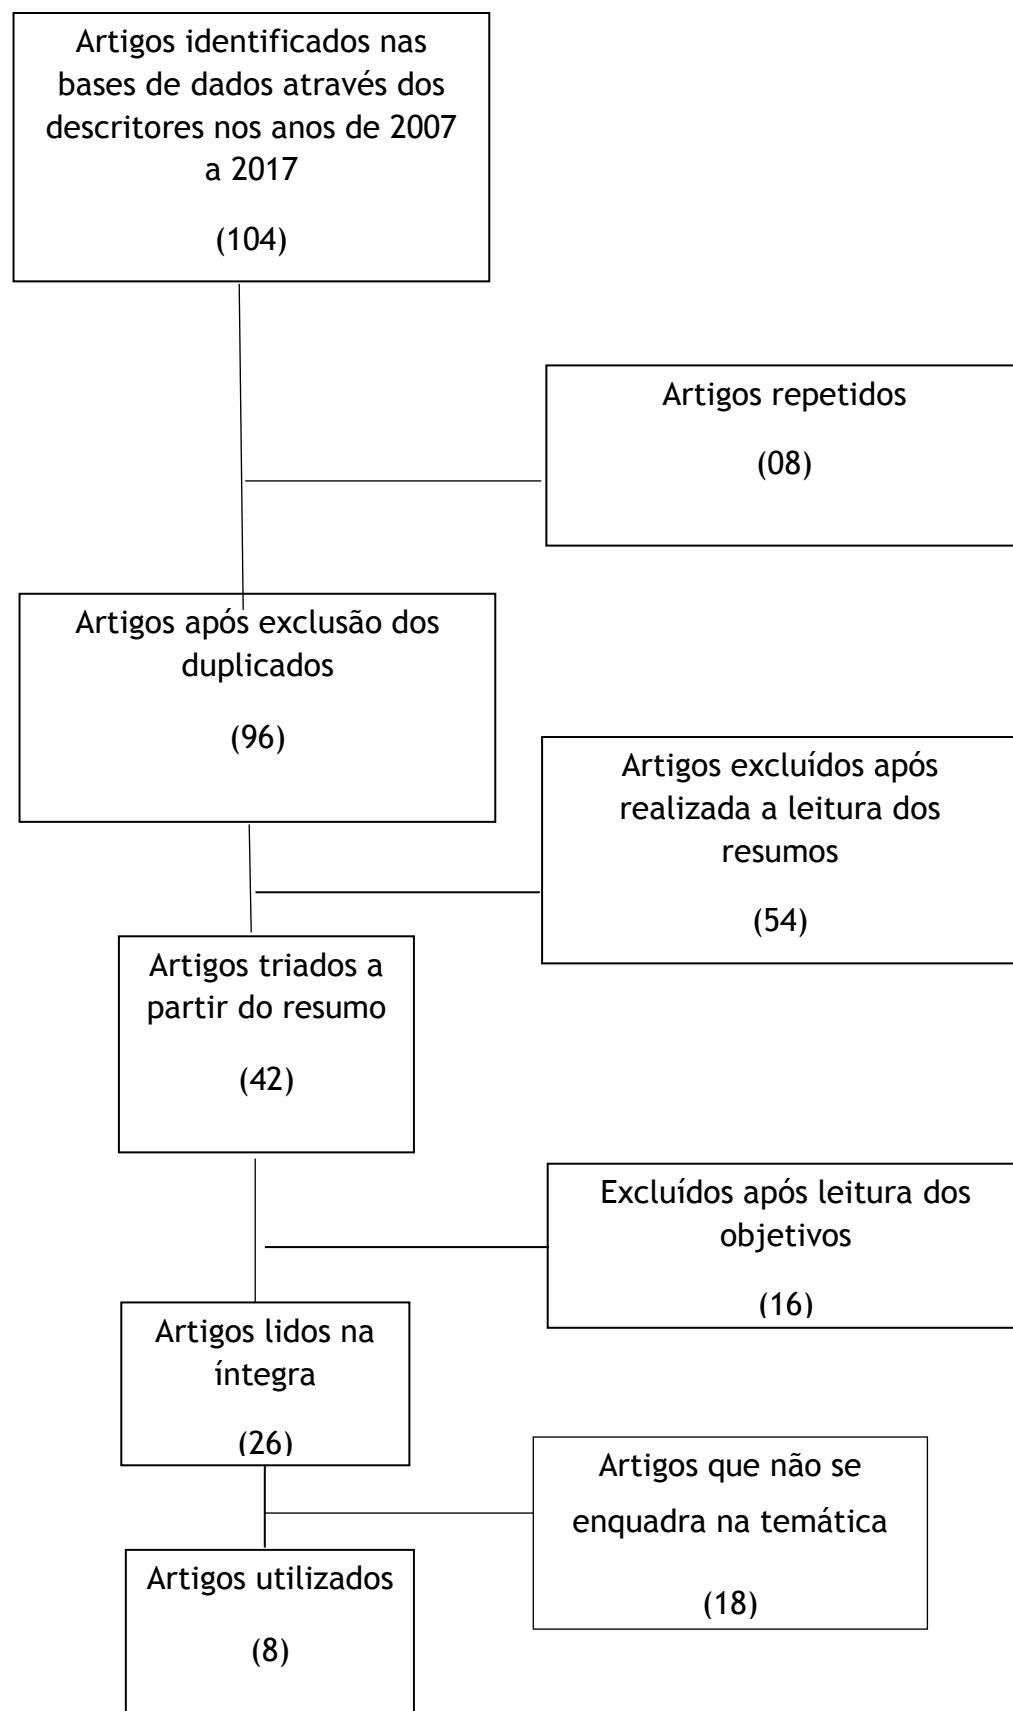 Artigos identificados nas
bases de dados através dos
descritores nos anos de 2007
a 2017
(104)
Artigos repetidos
(08)
Artigos após exclusão dos
duplicados
(96)
Artigos excluídos após
realizada a leitura dos
resumos
(54)
Artigos triados a
partir do resumo
(42)
Excluídos após leitura dos
objetivos
(16)
Artigos lidos na
íntegra
(26)
Artigos que não se
enquadra na temática
(18)
Artigos utilizados
(8)